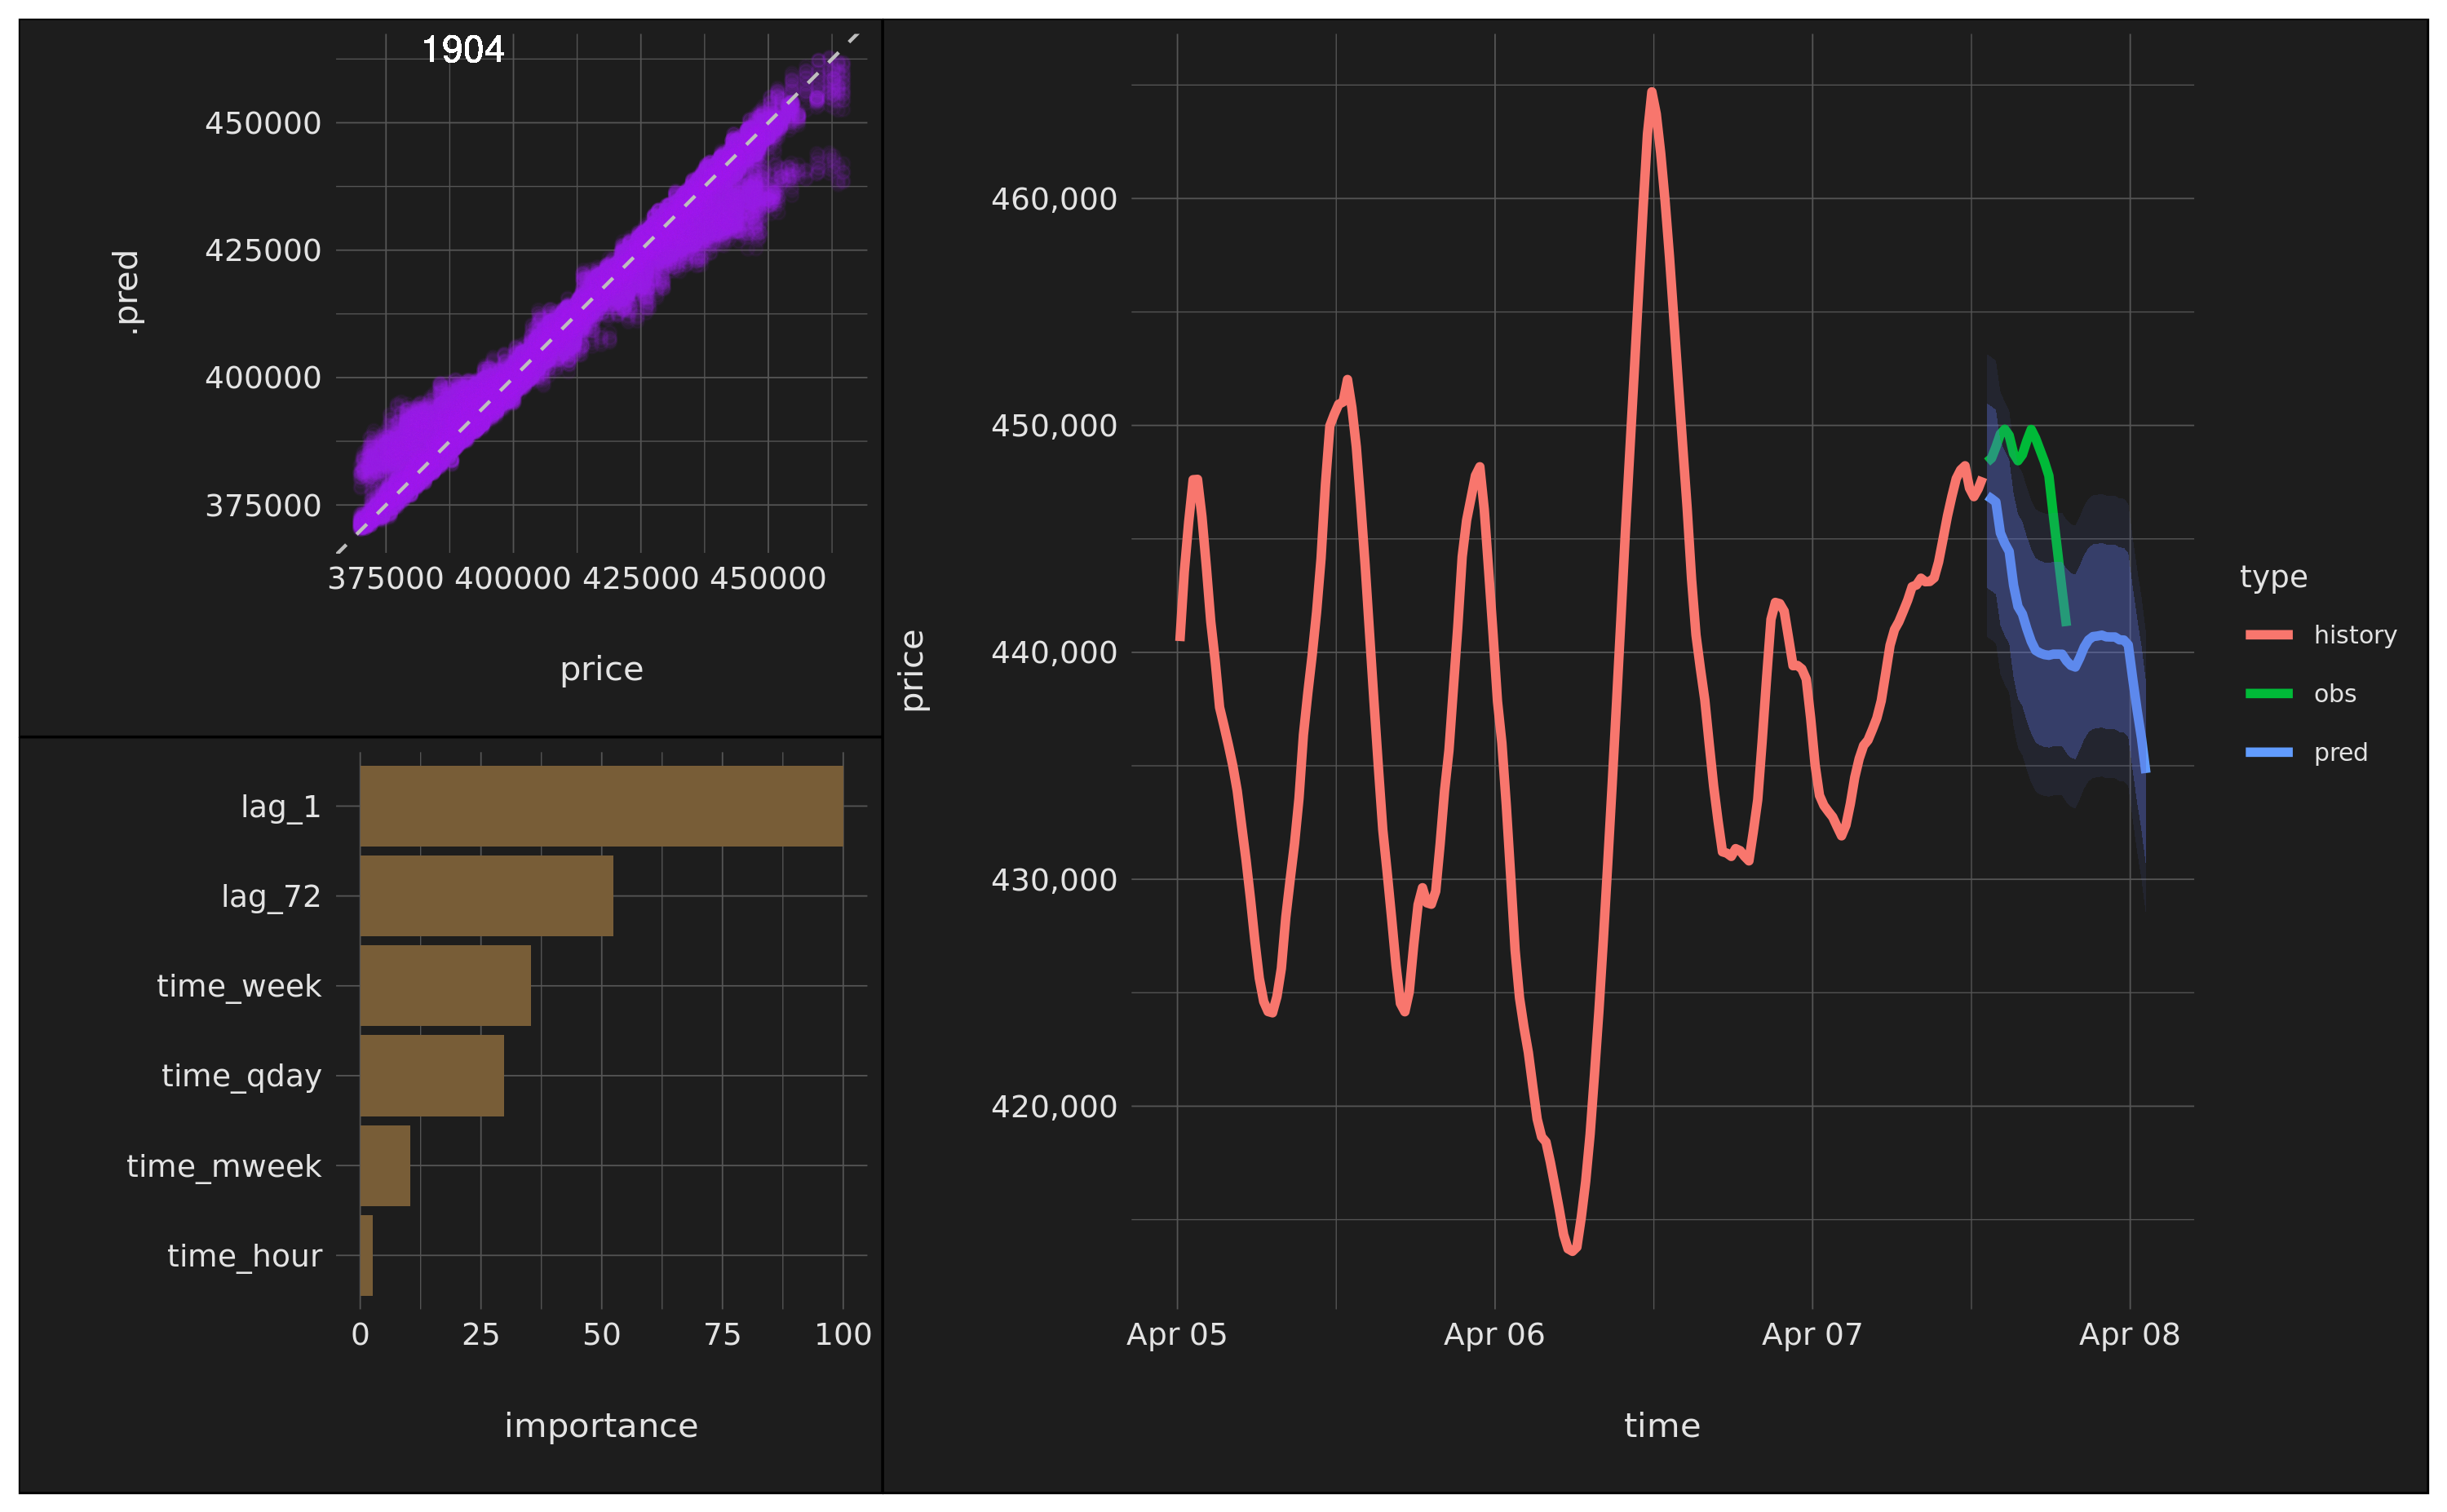 1904
.pred
450000
425000
400000
375000
375000 400000 425000 450000
price
lag_1
lag_72
time_week
time_qday
time_mweek
time_hour
0 25 50 75 100
importance
price
460,000
450,000
440,000
430,000
420,000
Apr 05 Apr 06 Apr 07 Apr 08
time
type
history
obs
pred